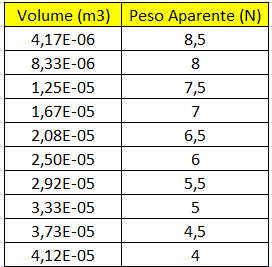 Volume (m3) Peso Aparente (N)
4,17E-06 8,5
8,33E-06 8
1,25E-05 7,5
1,67E-05 7
2,08E-05 6,5
2,50E-05 6
2,92E-05 5,5
3,33E-05 5
3,73E-05 4,5
4,12E-05 4